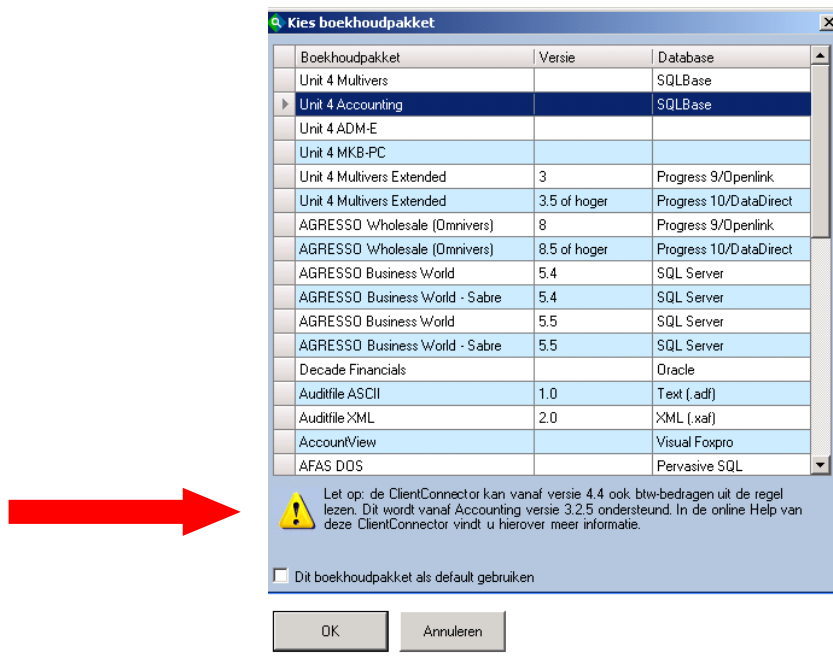 Kies boekhoudpakket
Boekhoudpakket Versie Database
Unit 4 Multivers SQLBase
Unit 4 Accounting SQLBase
Unit 4 ADM-E
Unit 4 MKB-PC
Unit 4 Multivers Extended 3 Progress 9/Openlink
Unit 4 Multivers Extended 3.5 of hoger Progress 10/DataDirect
AGRESSO Wholesale (Omnivers) 8 Progress 9/Openlink
AGRESSO Wholesale (Omnivers) 8.5 of hoger Progress 10/DataDirect
AGRESSO Business World 5.4 SQL Server
AGRESSO Business World - Sabre 5.4 SQL Server
AGRESSO Business World 5.5 SQL Server
AGRESSO Business World - Sabre 5.5 SQL Server
Decade Financials Oracle
Auditfile ASCII 1.0 Text (.adf)
Auditfile XML 2.0 XML (.xaf)
AccountView Visual Foxpro
AFAS DOS Pervasive SQL
Let op: de ClientConnector kan vanaf versie 4.4 ook btw-bedragen uit de regel
lezen. Dit wordt vanaf Accounting versie 3.2.5 ondersteund. In de online Help van
deze ClientConnector vindt u hierover meer informatie.
Dit boekhoudpakket als default gebruiken
OK Annuleren